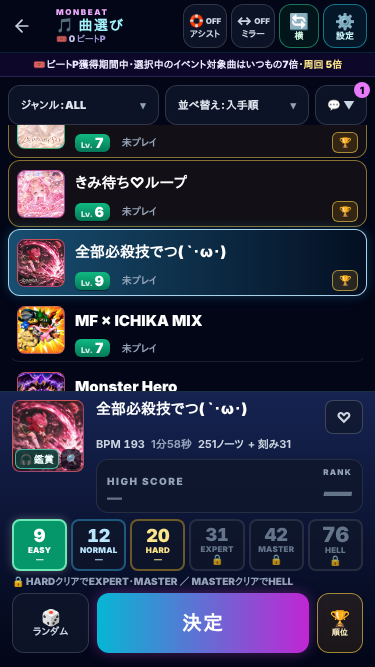 MONBEAT
🎵 曲選び
🎟️ 0 ビートP
🛟 OFF
アシスト
↔ OFF
ミラー
🔄
横
⚙️
設定
🎟️ビートP獲得期間中・選択中のイベント対象曲はいつもの7倍・周回 5倍
ジャンル:ALL ▼
並べ替え:入手順 ▼
💬 ▼
1
Lv. 7 未プレイ 🏆
きみ待ち♡ループ
Lv. 6 未プレイ 🏆
全部必殺技でつ(`･ω･)
Lv. 9 未プレイ 🏆
MF × ICHIKA MIX
Lv. 7 未プレイ
Monster Hero
全部必殺技でつ(`･ω･)
♡
BPM 193 1分58秒 251ノーツ + 刻み31
🎧 鑑賞 🔍
HIGH SCORE
—
RANK
—
9
EASY
—
12
NORMAL
—
20
HARD
—
31
EXPERT
🔒
42
MASTER
🔒
76
HELL
🔒
🔒 HARDクリアでEXPERT･MASTER ／ MASTERクリアでHELL
🎲
ランダム
決定
🏆
順位